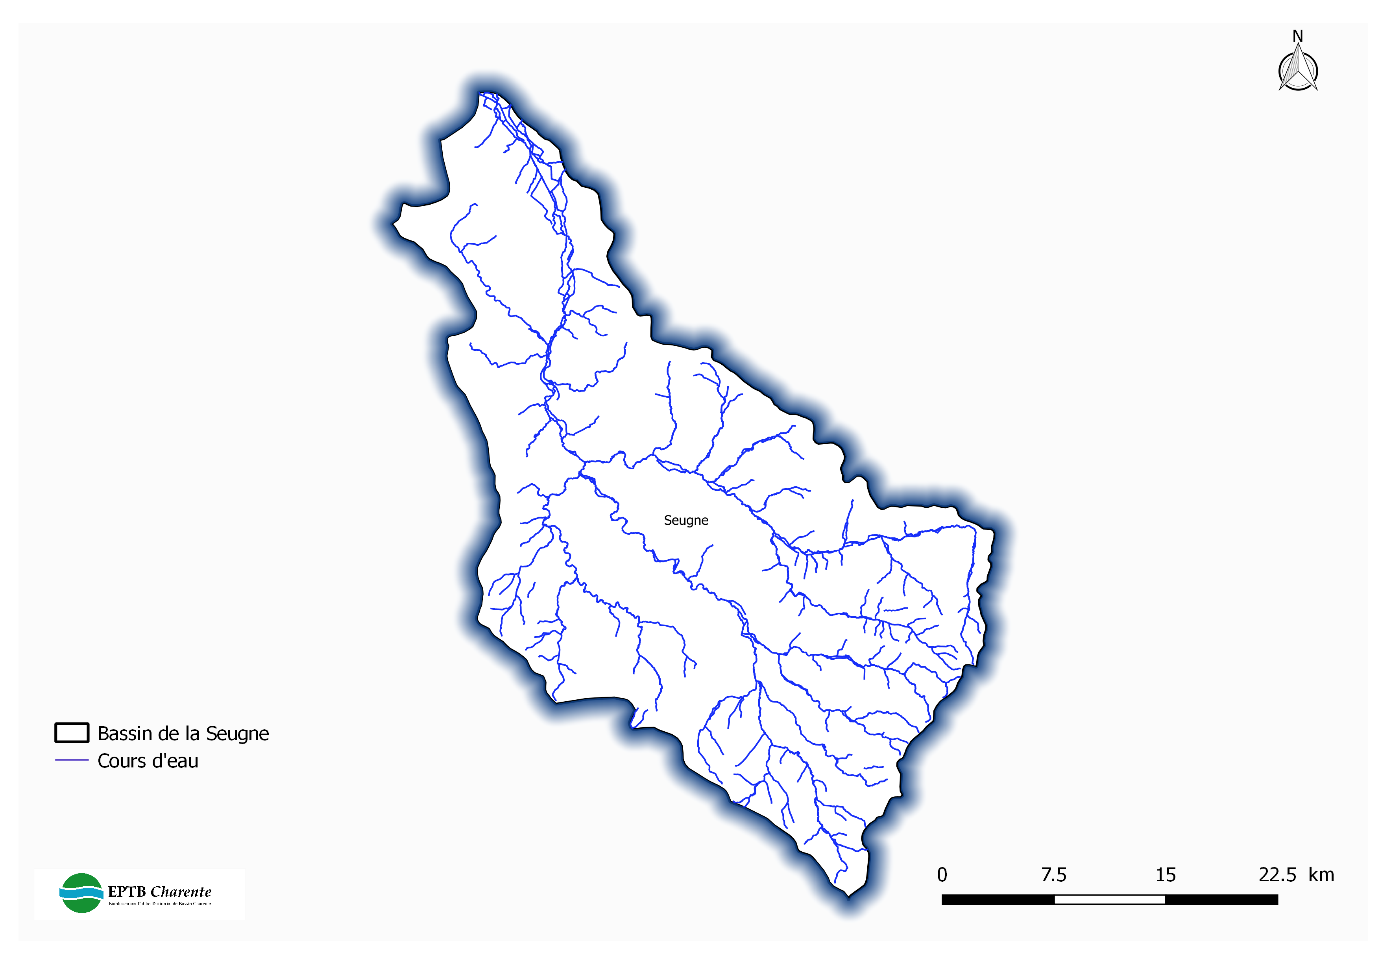 N
Seugne
Bassin de la Seugne
Cours d'eau
EPTB Charente
0 7.5 15 22.5 km